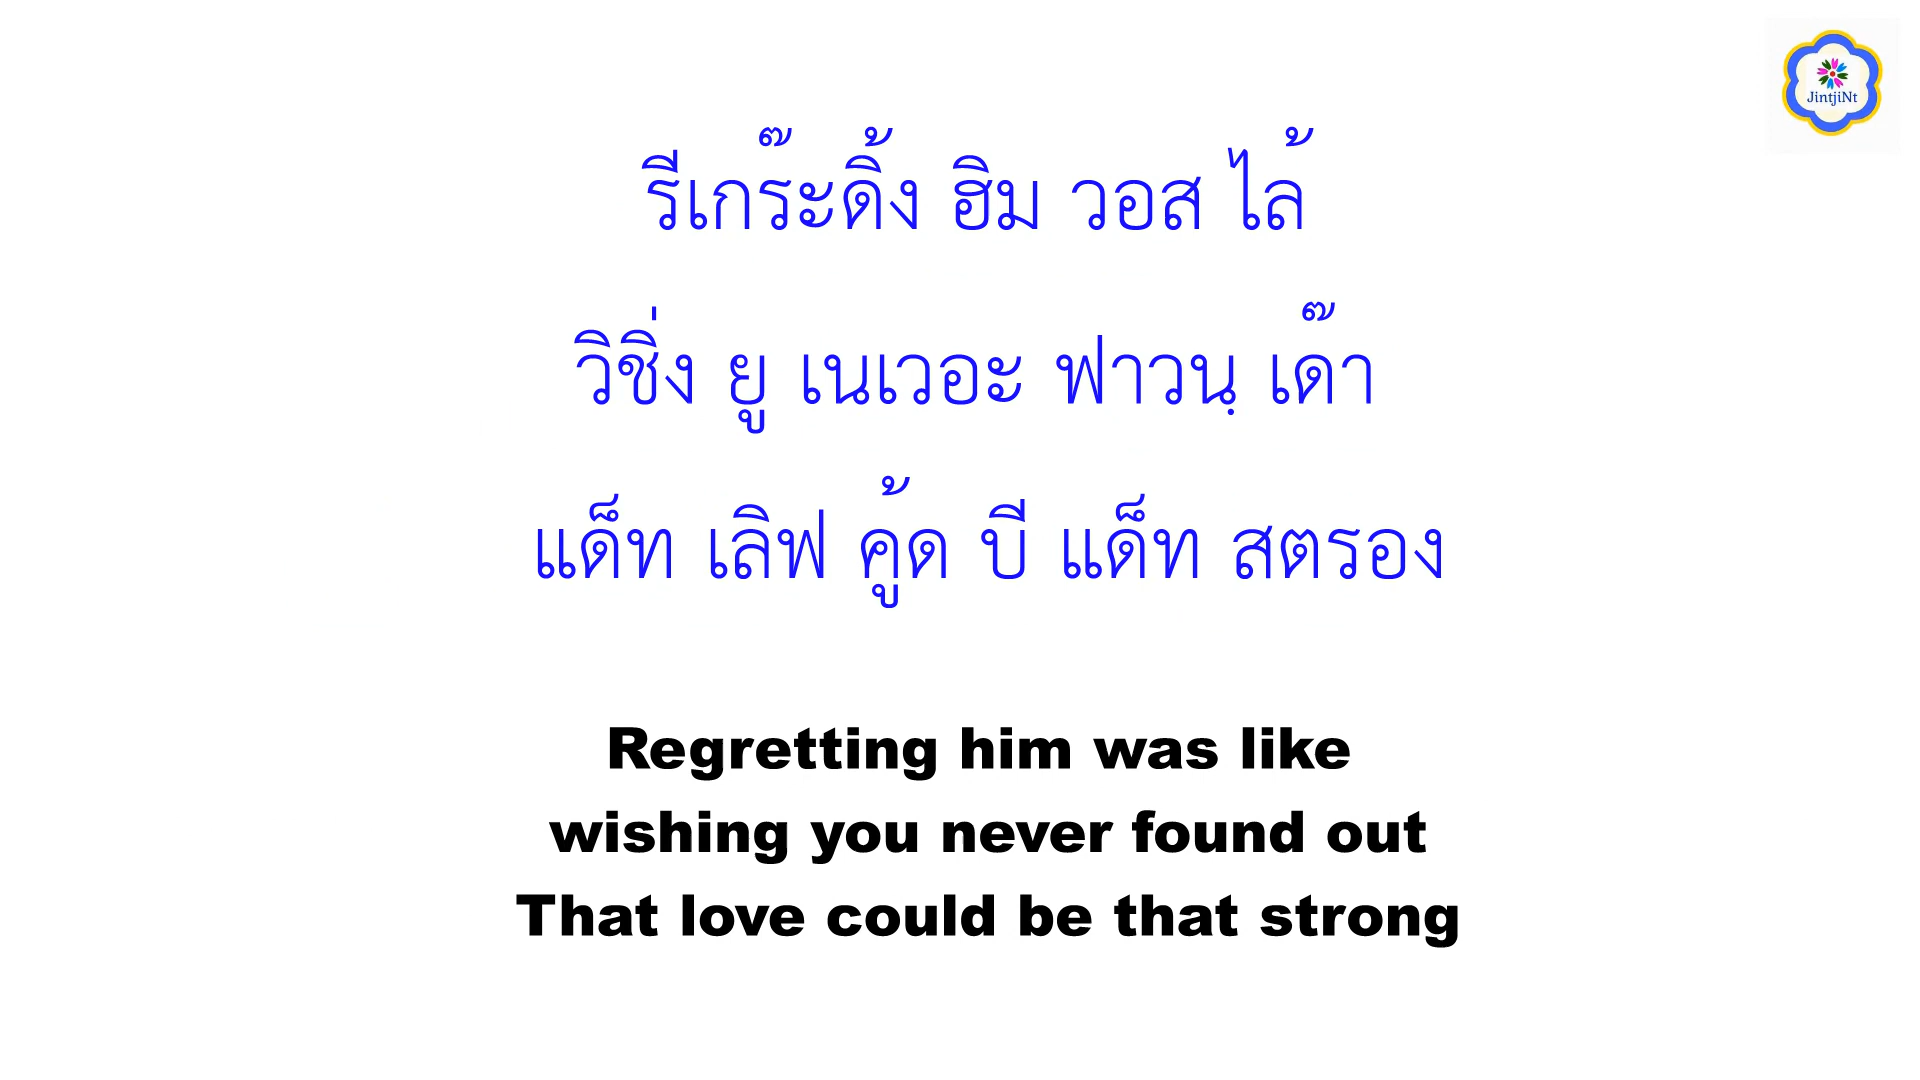 JintjiNt
รีเกร๊ะดิ้ง ฮิม วอส ไล้
วิชิ่ง ยู เนเวอะ ฟาวนฺ เด๊า
แด็ท เลิฟ คู้ด บี แด็ท สตรอง
Regretting him was like
wishing you never found out
That love could be that strong